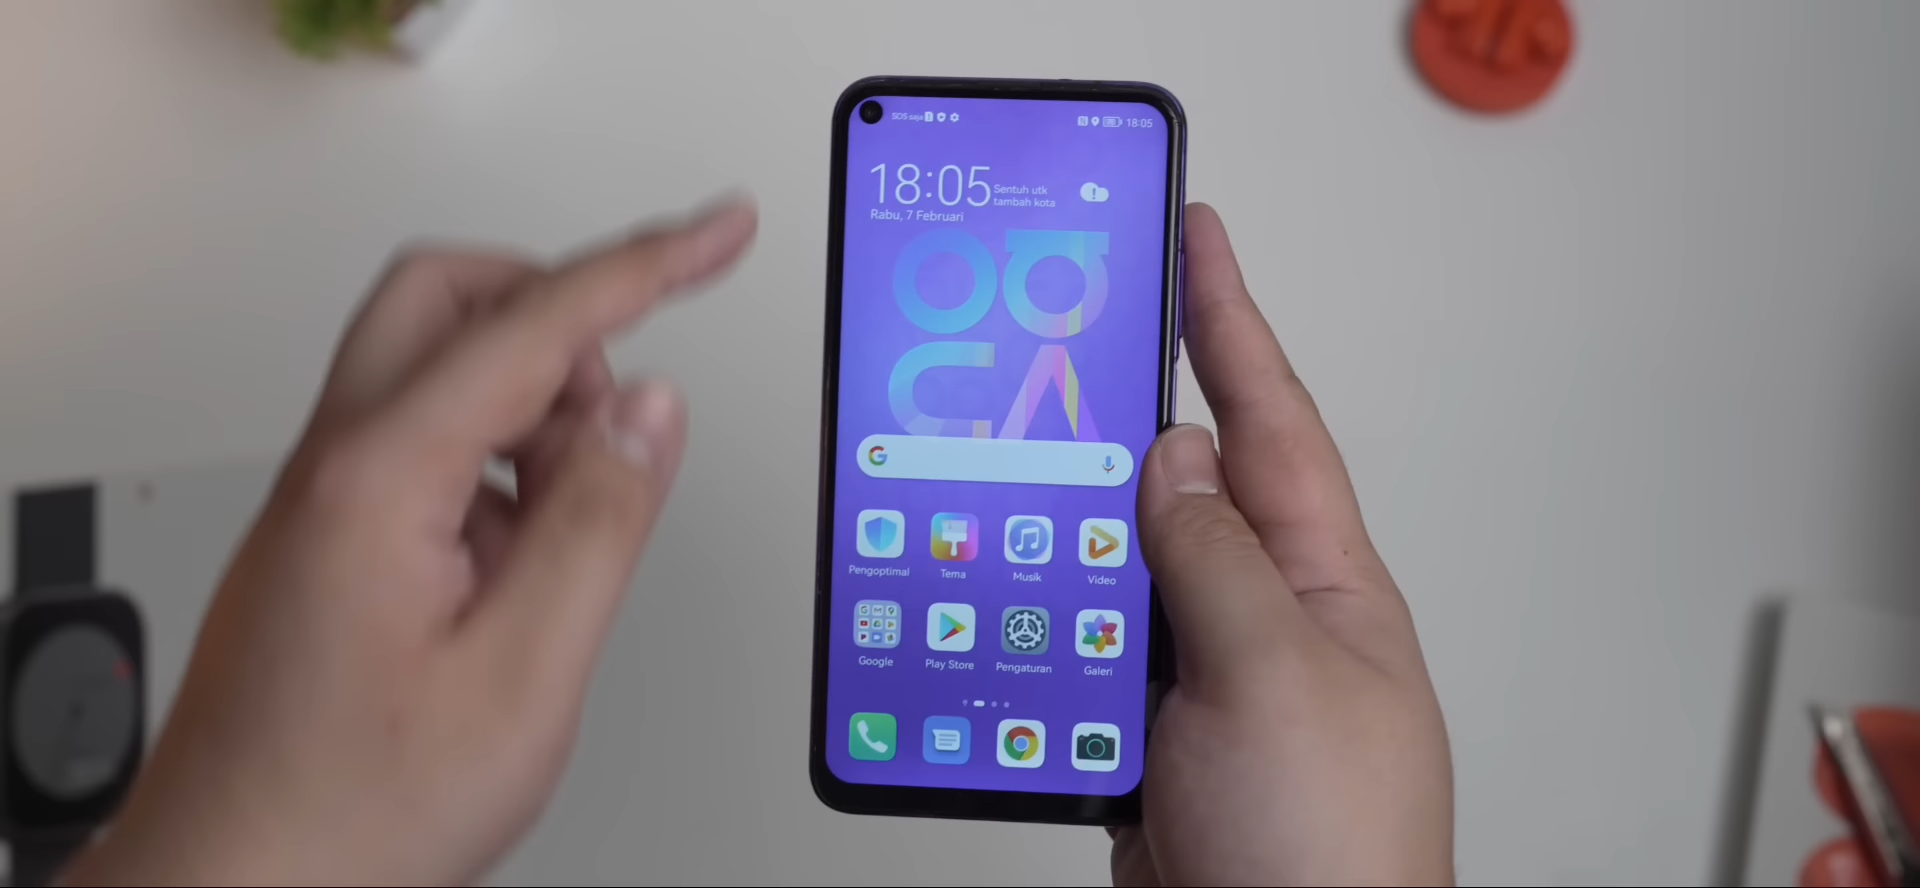 SOS saja
18:05
18:05
Sentuh utk
tambah kota
Rabu, 7 Februari
Pengoptimal
Tema
Musik
Video
Google
Play Store
Pengaturan
Galeri